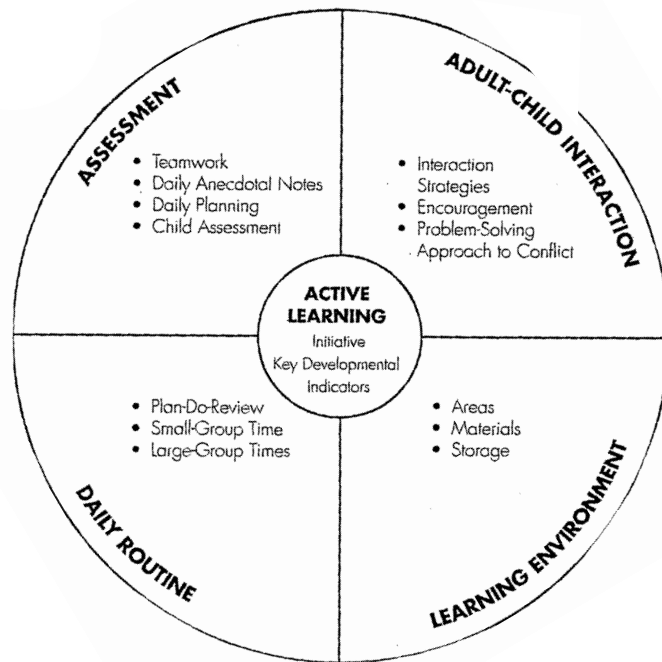 ASSESSMENT
• Teamwork
• Daily Anecdotal Notes
• Daily Planning
• Child Assessment
ADULT-CHILD INTERACTION
• Interaction
Strategies
• Encouragement
• Problem-Solving
Approach to Conflict
ACTIVE
LEARNING
Initiative
Key Developmental
Indicators
• Plan-Do-Review
• Small-Group Time
• Large-Group Times
DAILY ROUTINE
• Areas
• Materials
• Storage
LEARNING ENVIRONMENT